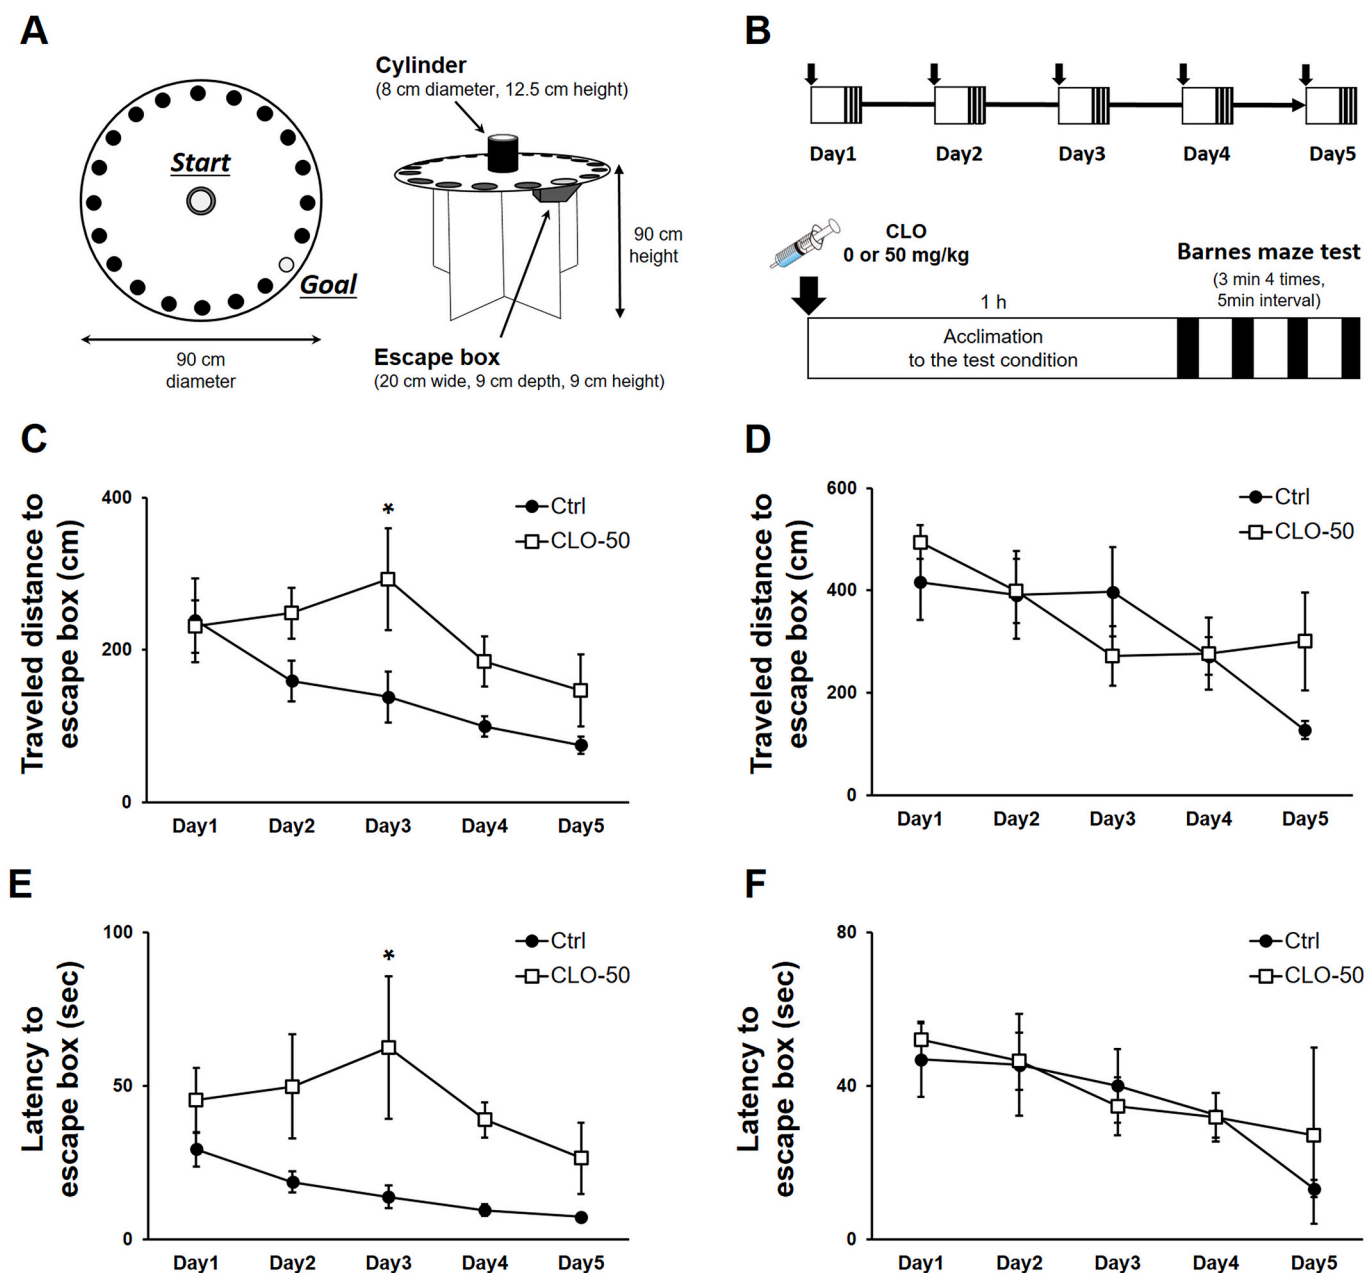 A
Cylinder
(8 cm diameter, 12.5 cm height)
Start
Goal
90 cm
diameter
90 cm
height
Escape box
(20 cm wide, 9 cm depth, 9 cm height)
B
Day1 Day2 Day3 Day4 Day5
CLO
0 or 50 mg/kg
Barnes maze test
(3 min 4 times,
5min interval)
1 h
Acclimation
to the test condition
C
Traveled distance to
escape box (cm)
400
200
0
*
Ctrl
CLO-50
Day1 Day2 Day3 Day4 Day5
D
Traveled distance to
escape box (cm)
600
400
200
0
Ctrl
CLO-50
Day1 Day2 Day3 Day4 Day5
E
Latency to
escape box (sec)
100
50
0
*
Ctrl
CLO-50
Day1 Day2 Day3 Day4 Day5
F
Latency to
escape box (sec)
80
40
0
Ctrl
CLO-50
Day1 Day2 Day3 Day4 Day5